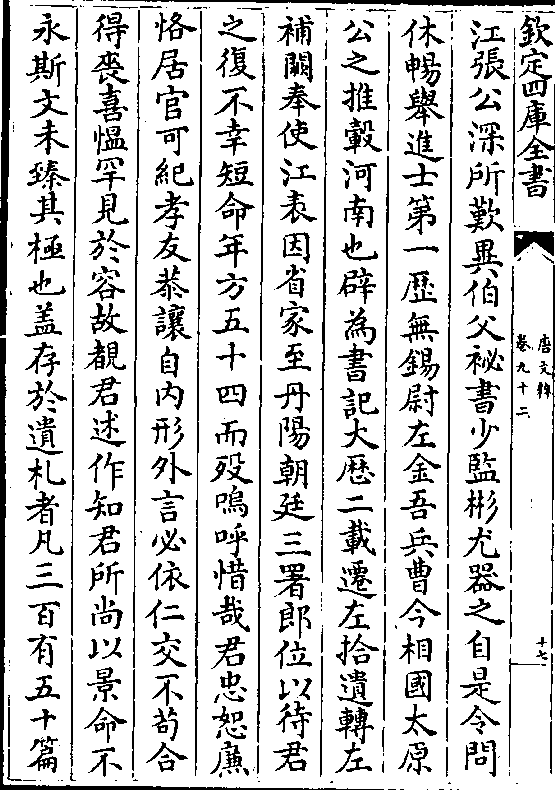 欽定四庫全書
唐文粹
卷九十二
十七
江張公深所歎異伯父祕書少監彬尤器之自是令問
休暢舉進士第一歴無錫尉左金吾兵曹今相國太原
公之推轂河南也辟為書記大厯二載遷左拾遺轉左
補闕奉使江表因省家至丹陽朝廷三署郎位以待君
之復不幸短命年方五十四而殁嗚呼惜哉君忠恕廉
恪居官可紀孝友恭讓自内形外言必依仁交不茍合
得喪喜愠罕見於容故覩君述作知君所尚以景命不
永斯文未臻其極也盖存於遺札者凡三百有五十篇